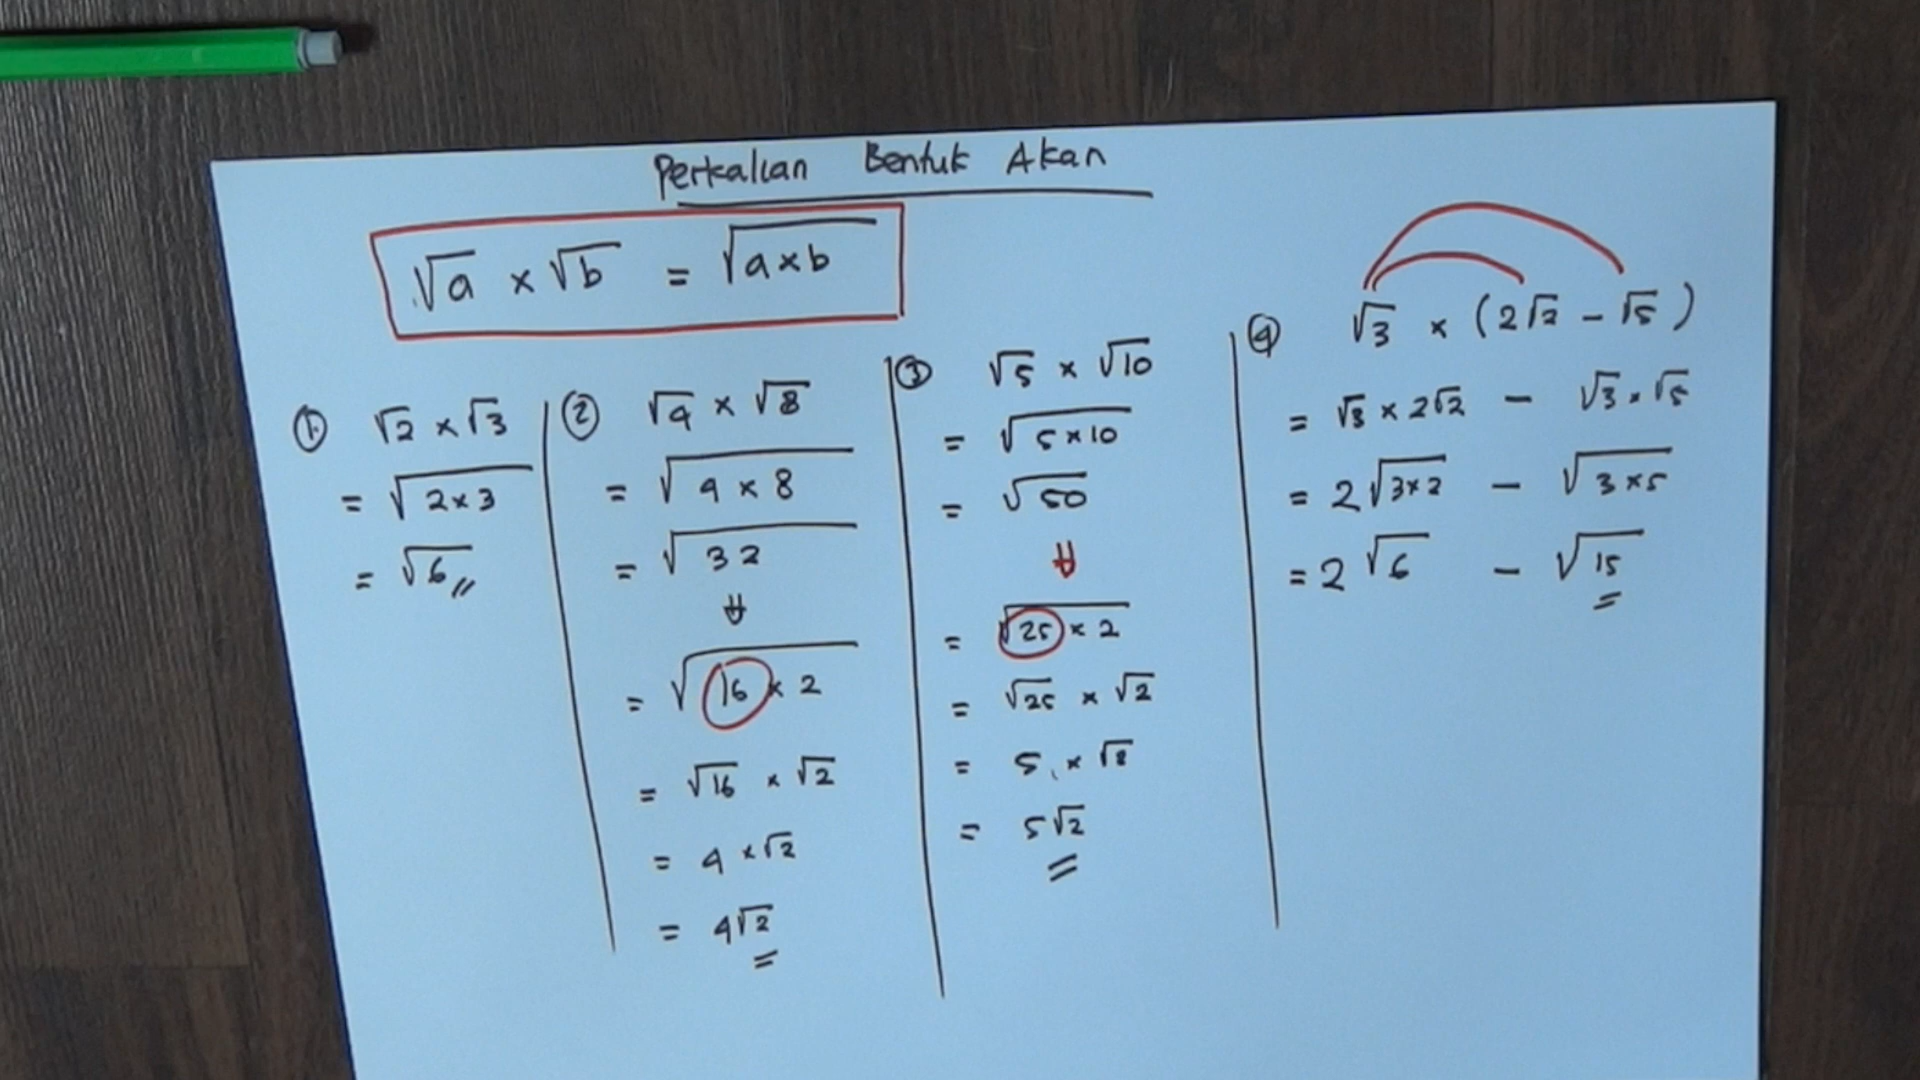 Perkalian Bentuk Akan
√a × √b = √a×b
① √2 × √3
= √2×3
= √6
② √4 × √8
= √4 × 8
= √32
= √16 × 2
= √16 × √2
= 4 × √2
= 4√2
③ √5 × √10
= √5×10
= √50
= √25 × 2
= √25 × √2
= 5 × √2
= 5√2
④ √3 × (2√2 - √5)
= √3 × 2√2 - √3 × √5
= 2√3×2 - √3×5
= 2√6 - √15